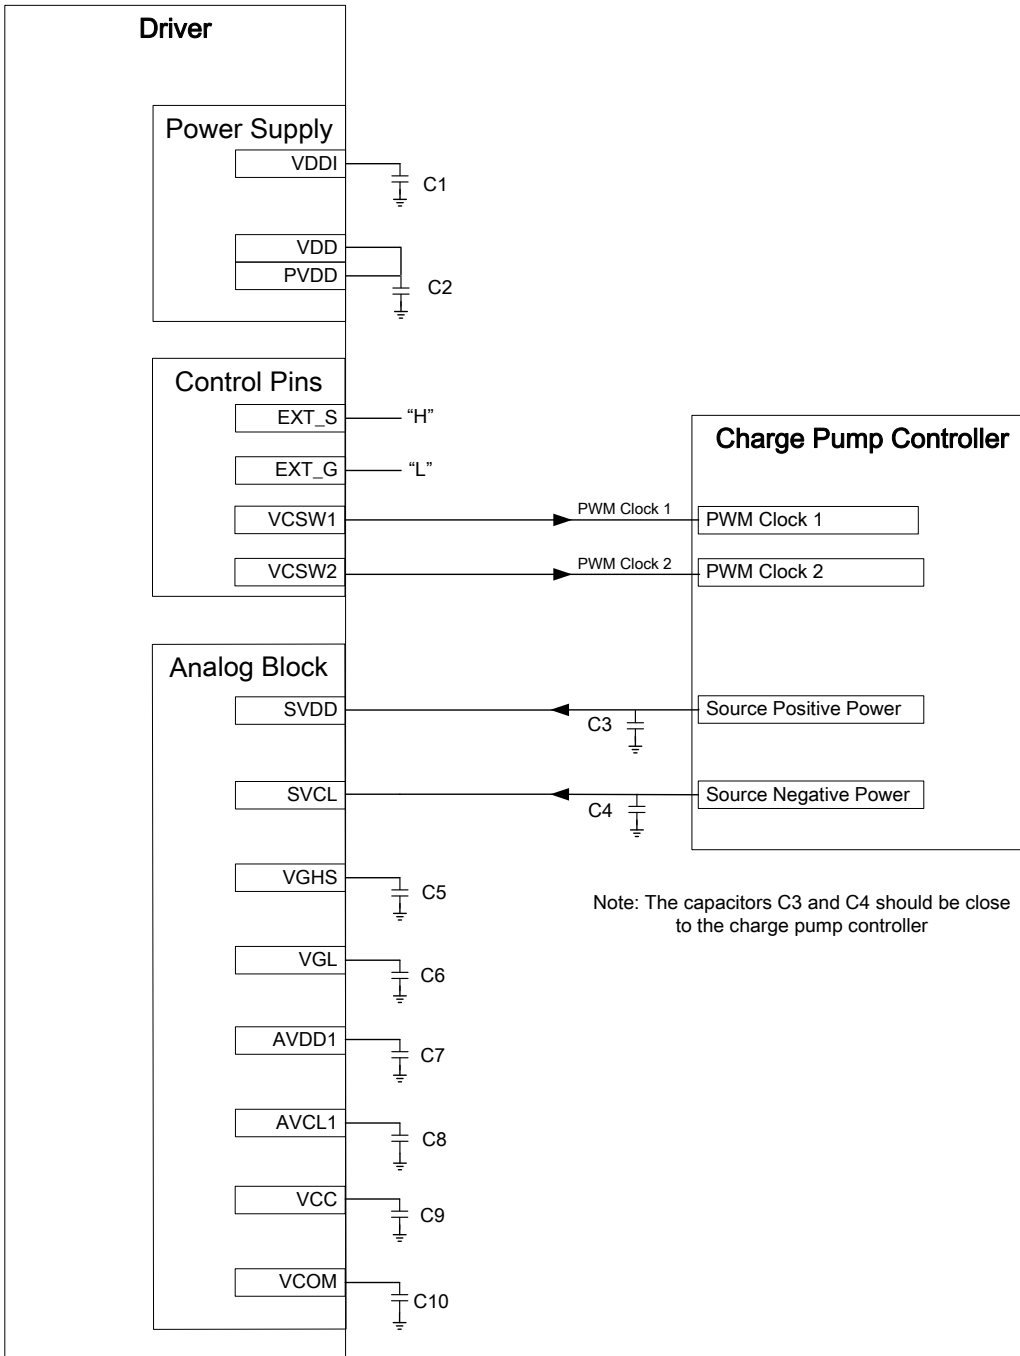 Driver
Power Supply
VDDI
C1
VDD
PVDD
C2
Control Pins
EXT_S
“H”
EXT_G
“L”
VCSW1
PWM Clock 1
VCSW2
PWM Clock 2
Charge Pump Controller
PWM Clock 1
PWM Clock 2
Source Positive Power
Source Negative Power
Analog Block
SVDD
C3
SVCL
C4
VGHS
C5
VGL
C6
AVDD1
C7
AVCL1
C8
VCC
C9
VCOM
C10
Note: The capacitors C3 and C4 should be close
to the charge pump controller